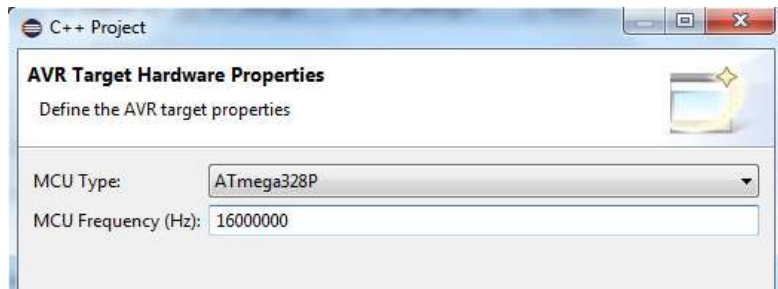 C++ Project
AVR Target Hardware Properties
Define the AVR target properties
MCU Type: ATmega328P
MCU Frequency (Hz): 16000000